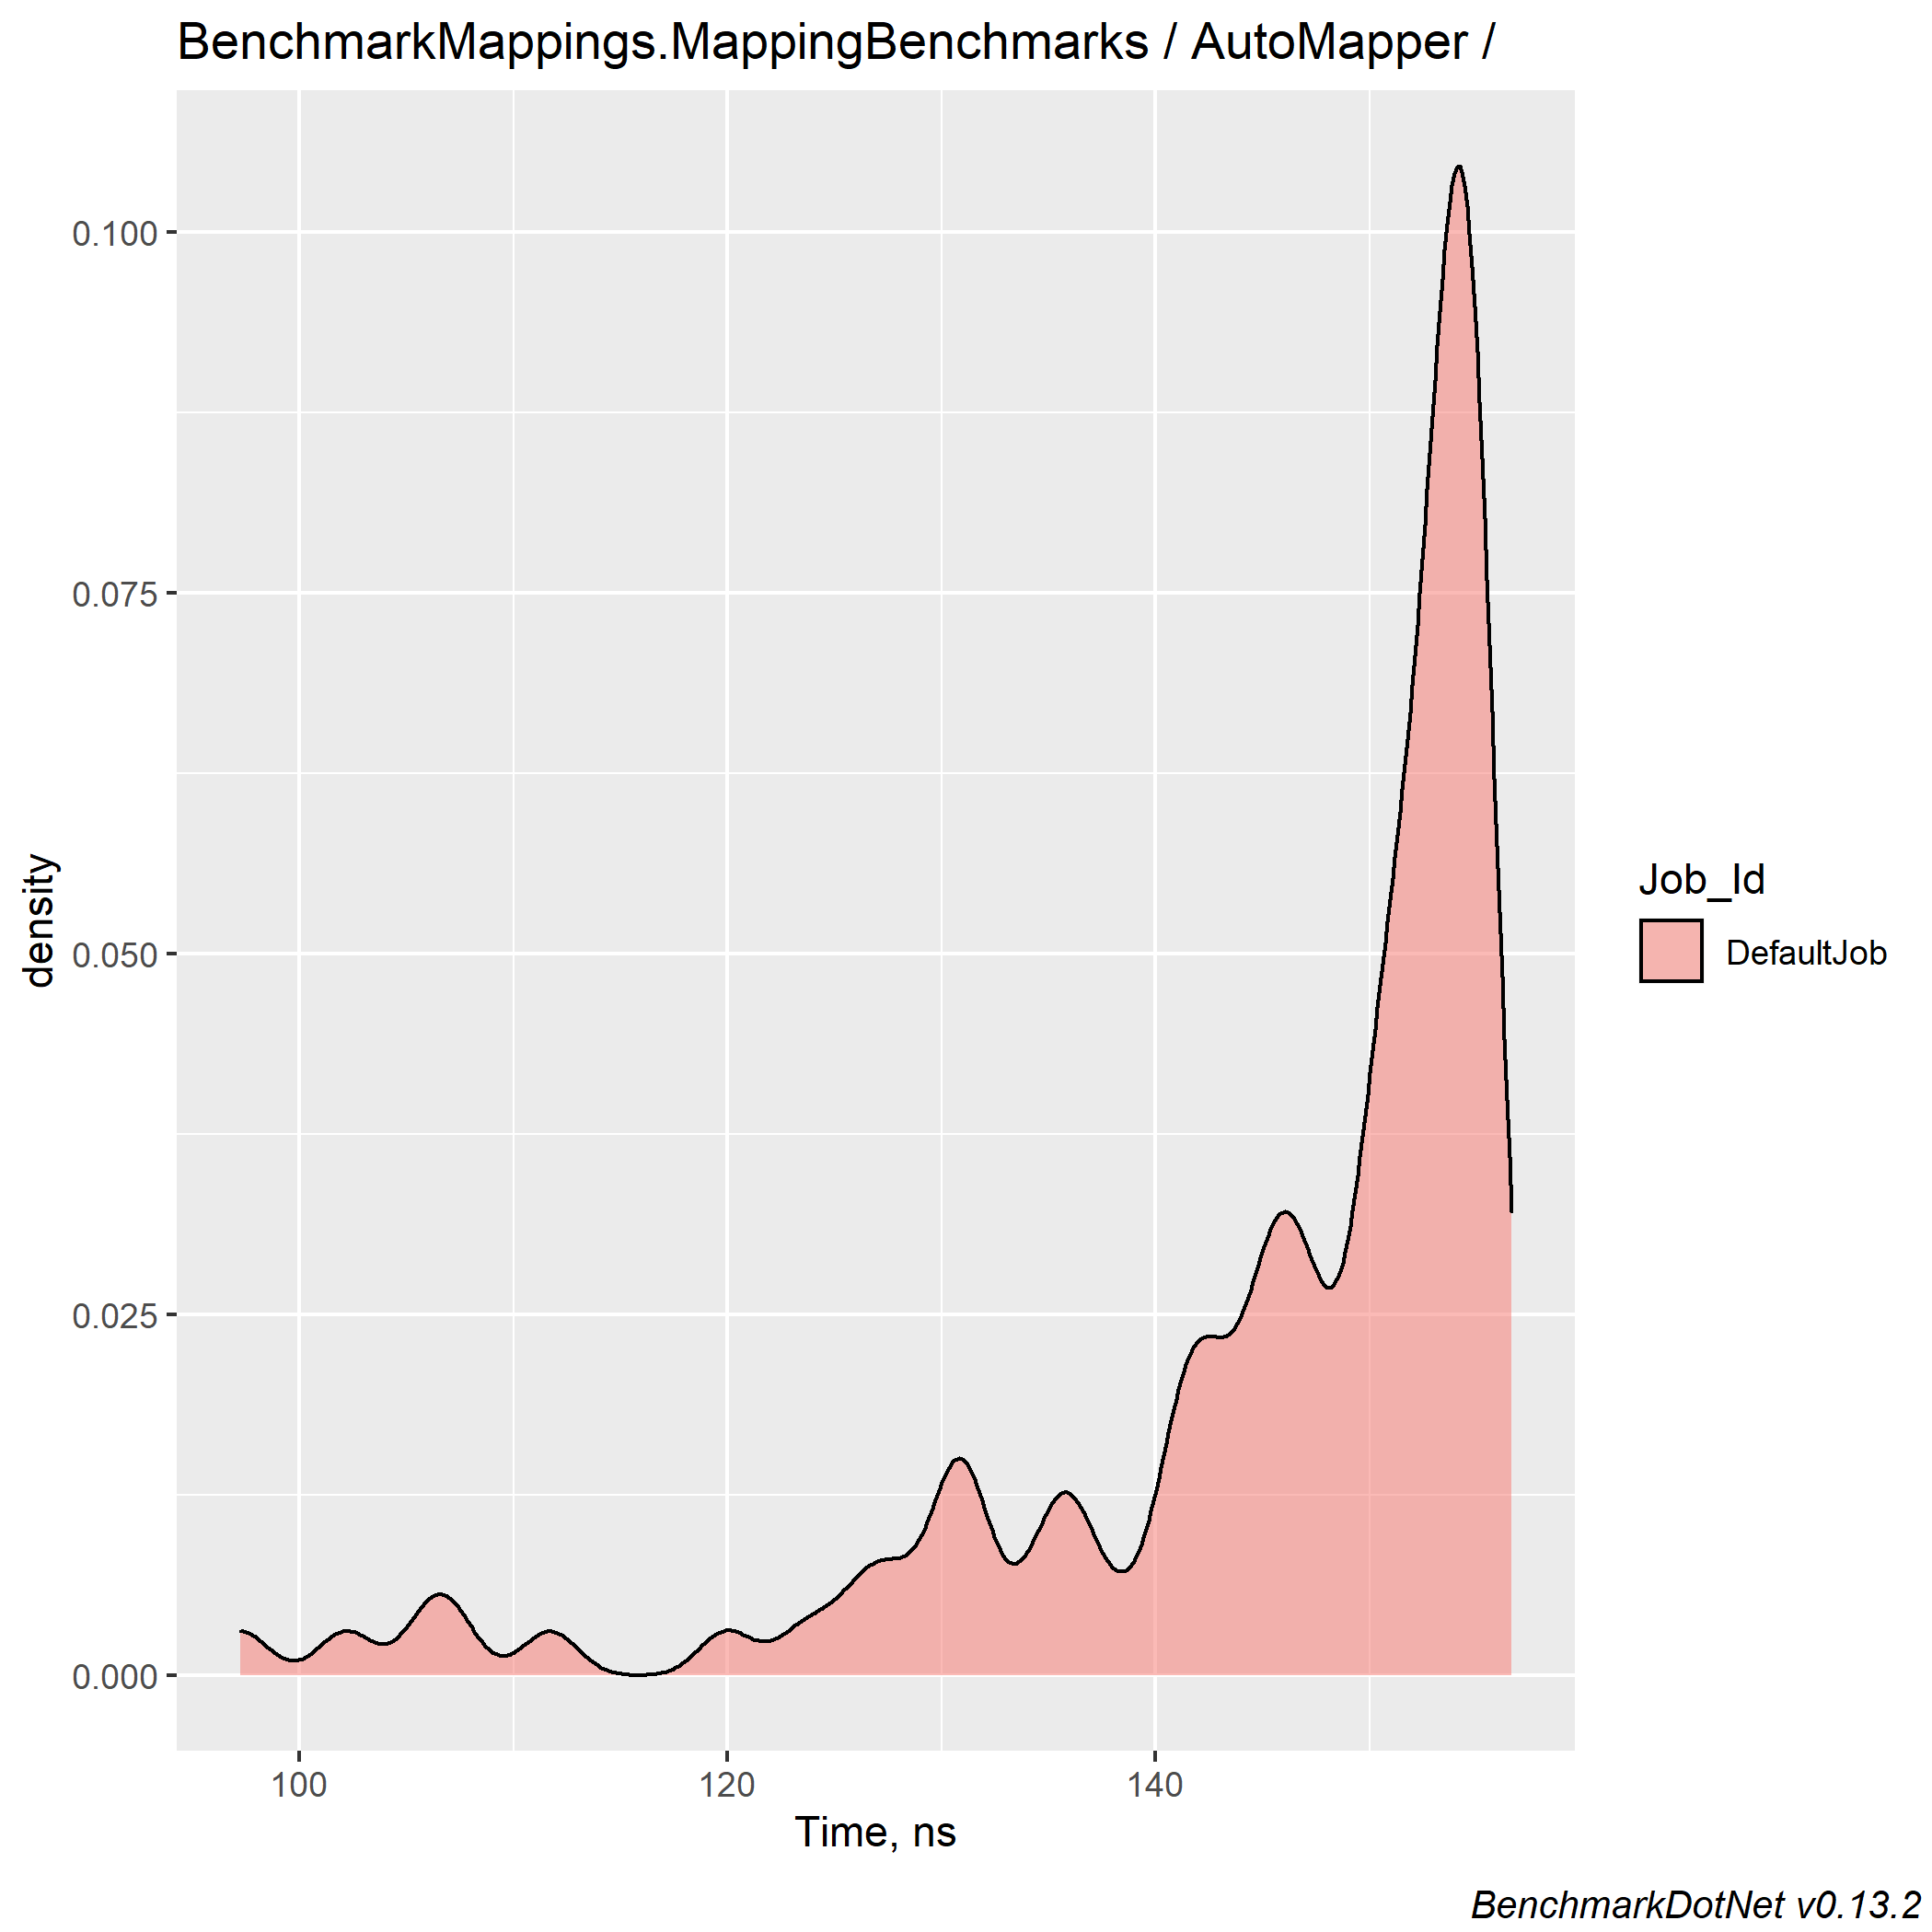 BenchmarkMappings.MappingBenchmarks / AutoMapper /
0.100
0.075
0.050
0.025
0.000
density
100 120 140
Time, ns
Job_Id
DefaultJob
BenchmarkDotNet v0.13.2